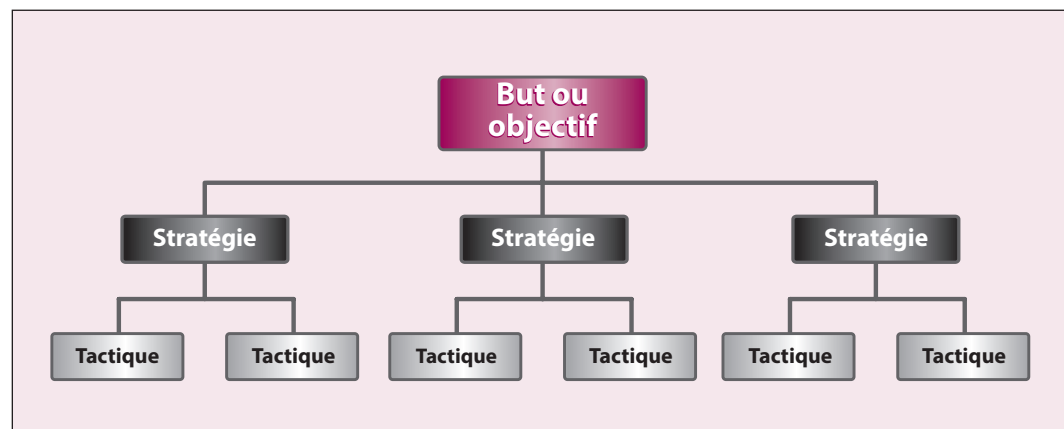 But ou
objectif
Stratégie
Stratégie
Stratégie
Tactique
Tactique
Tactique
Tactique
Tactique
Tactique